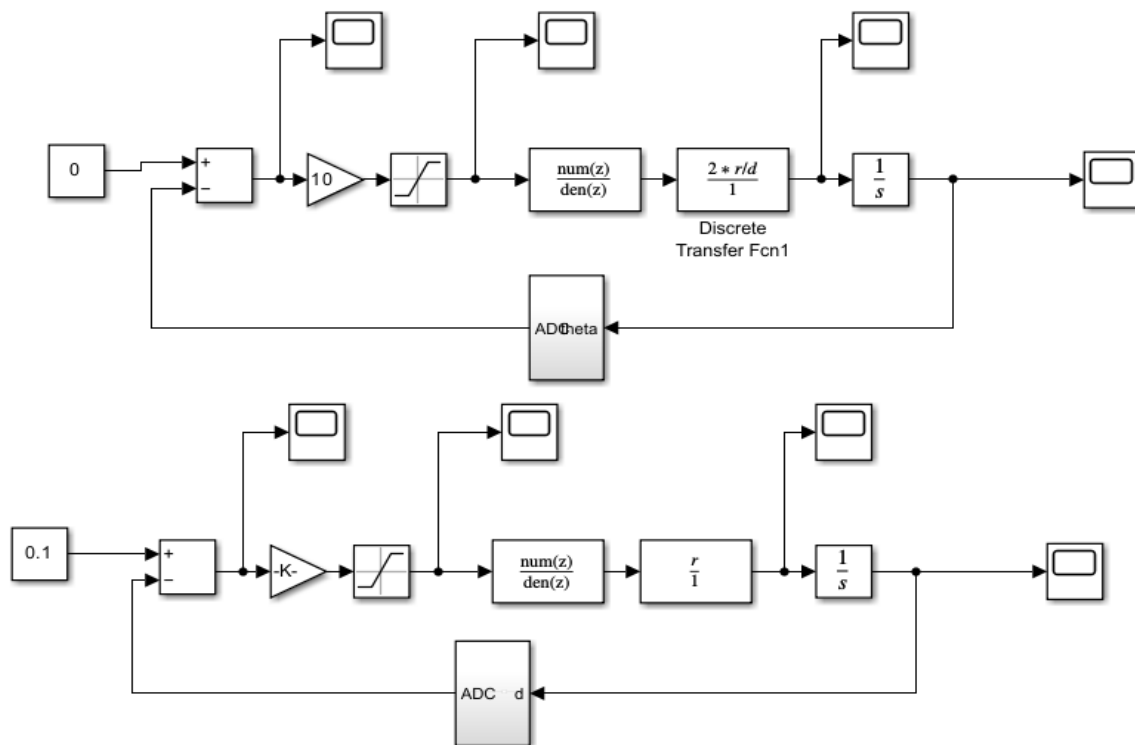 0
+
−
10
num(z)
den(z)
2 * r/d
1
1
s
Discrete
Transfer Fcn1
ADC
theta
0.1
+
−
-K-
num(z)
den(z)
r
1
1
s
ADC
d